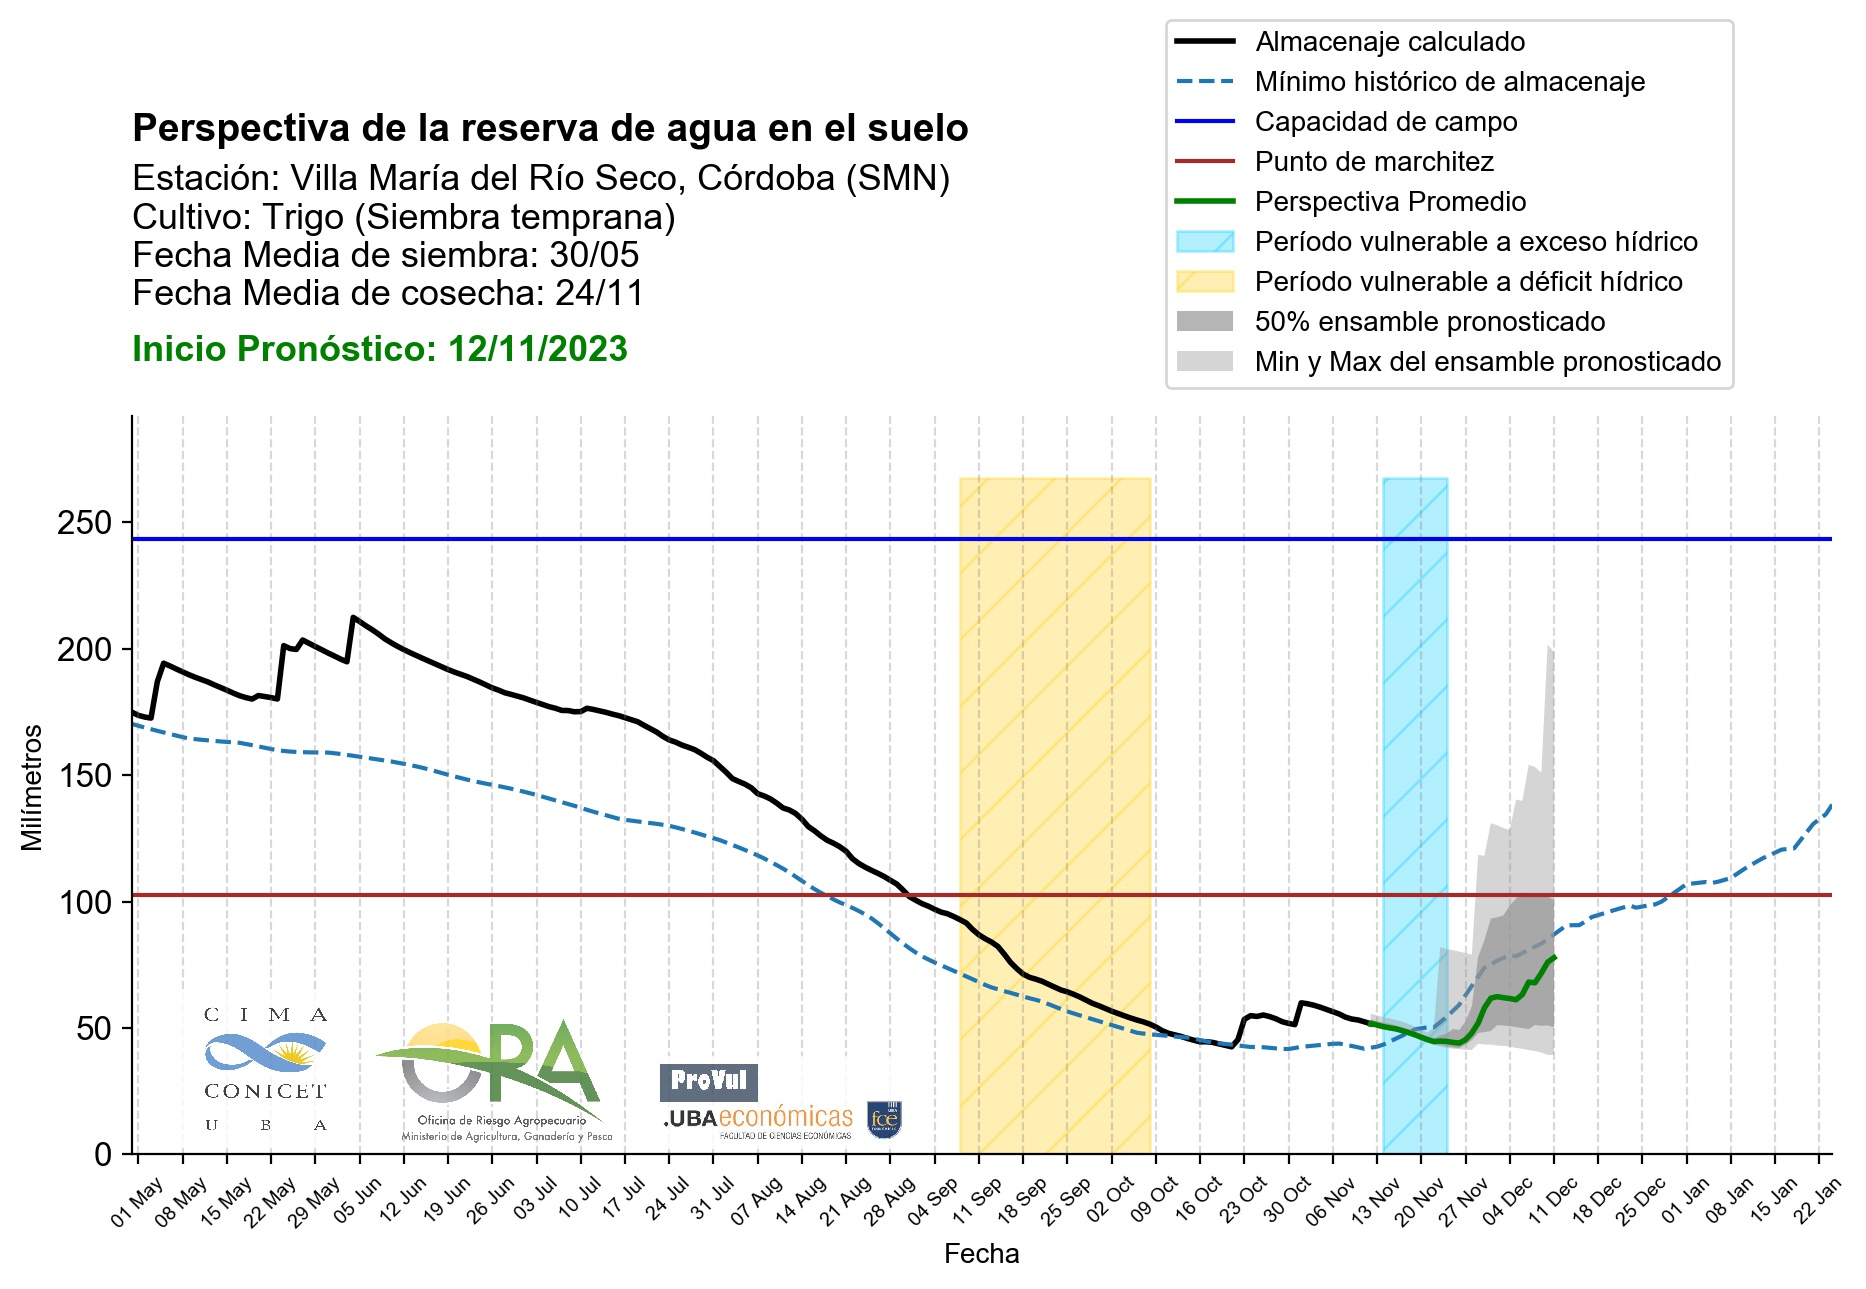 Almacenaje calculado
Mínimo histórico de almacenaje
Capacidad de campo
Punto de marchitez
Perspectiva Promedio
Período vulnerable a exceso hídrico
Período vulnerable a déficit hídrico
50% ensamble pronosticado
Min y Max del ensamble pronosticado
Perspectiva de la reserva de agua en el suelo
Estación: Villa María del Río Seco, Córdoba (SMN)
Cultivo: Trigo (Siembra temprana)
Fecha Media de siembra: 30/05
Fecha Media de cosecha: 24/11
Inicio Pronóstico: 12/11/2023
250
200
150
100
50
0
Milímetros
CIMA
CONICET
UBA
OPA
Oficina de Riesgo Agropecuario
Ministerio de Agricultura, Ganadería y Pesca
ProVul
.UBAeconómicas
FACULTAD DE CIENCIAS ECONÓMICAS
fce
01 May
08 May
15 May
22 May
29 May
05 Jun
12 Jun
19 Jun
26 Jun
03 Jul
10 Jul
17 Jul
24 Jul
31 Jul
07 Aug
14 Aug
21 Aug
28 Aug
04 Sep
11 Sep
18 Sep
25 Sep
02 Oct
09 Oct
16 Oct
23 Oct
30 Oct
06 Nov
13 Nov
20 Nov
27 Nov
04 Dec
11 Dec
18 Dec
25 Dec
01 Jan
08 Jan
15 Jan
22 Jan
Fecha